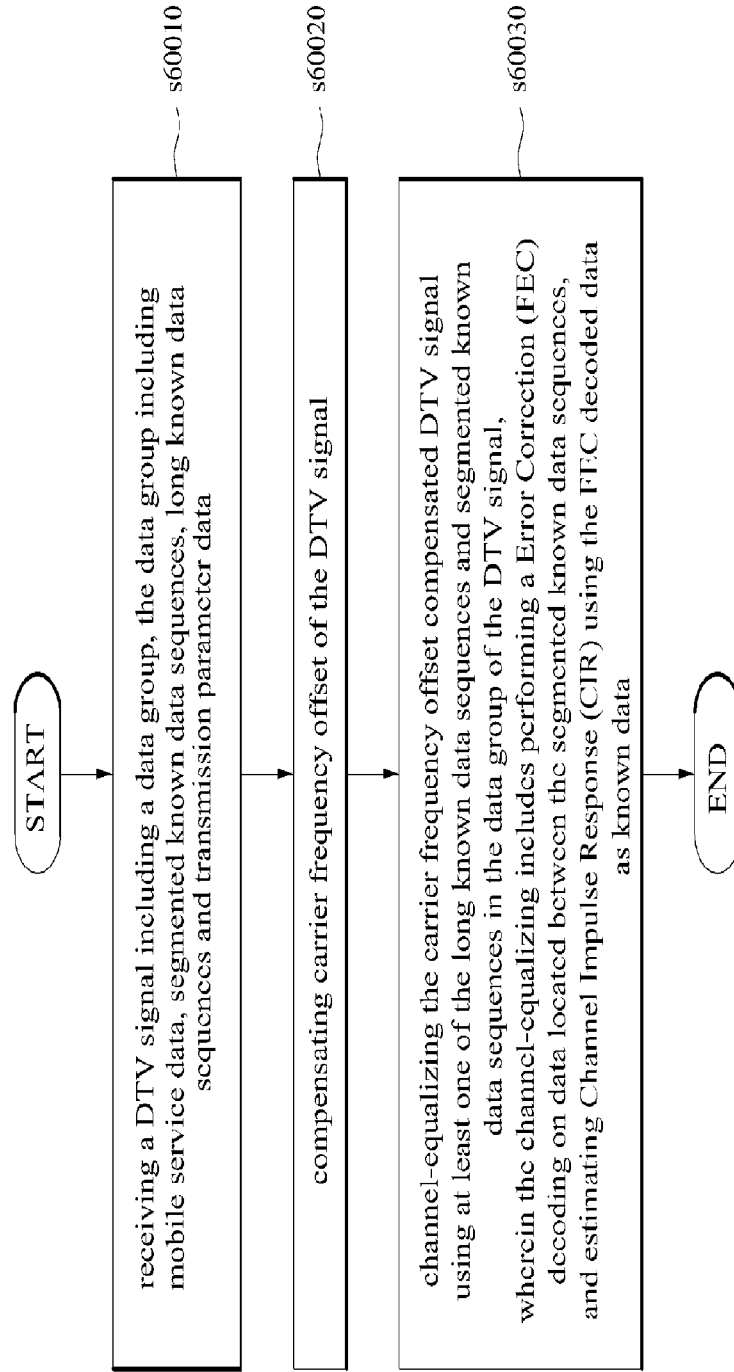 START
receiving a DTV signal including a data group, the data group including
mobile service data, segmented known data sequences, long known data
sequences and transmission parameter data
s60010
compensating carrier frequency offset of the DTV signal
s60020
channel-equalizing the carrier frequency offset compensated DTV signal
using at least one of the long known data sequences and segmented known
data sequences in the data group of the DTV signal,
wherein the channel-equalizing includes performing a Error Correction (FEC)
decoding on data located between the segmented known data sequences,
and estimating Channel Impulse Response (CIR) using the FEC decoded data
as known data
s60030
END